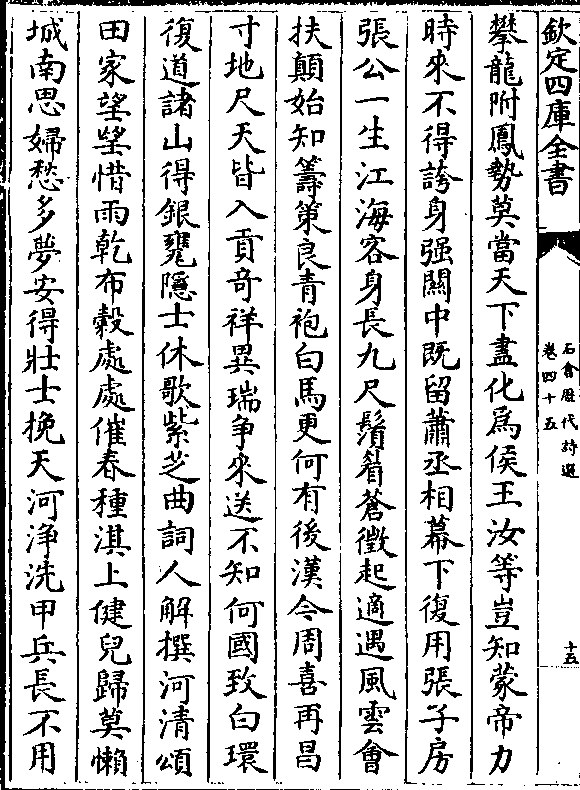 欽定四庫全書
石倉歷代詩選
卷四十五
十五
攀龍附鳳勢莫當天下盡化為侯王汝等豈知蒙帝力
時來不得誇身强關中既留蕭丞相幕下復用張子房
張公一生江海客身長九尺鬚眉蒼徵起適遇風雲會
扶顛始知籌策良青袍白馬更何有後漢今周喜再昌
寸地尺天皆入貢奇祥異瑞争來送不知何國致白環
復道諸山得銀甕隱士休歌紫芝曲詞人解撰河清頌
田家望望惜雨乾布穀處處催春種淇上健兒歸莫懶
城南思婦愁多夢安得壯士挽天河淨洗甲兵長不用